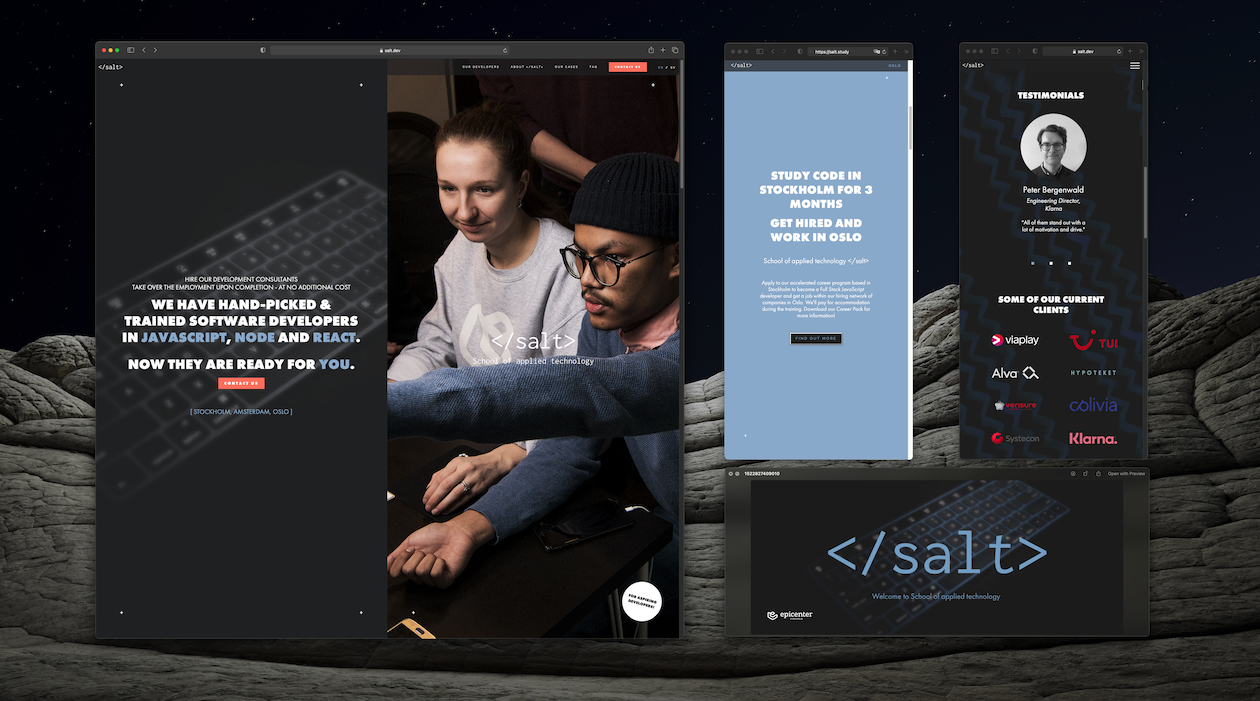 salt.dev
</salt>
OUR DEVELOPERS
ABOUT </SALT>
OUR CASES
FAQ
CONTACT US
EN / SV
HIRE OUR DEVELOPMENT CONSULTANTS
TAKE OVER THE EMPLOYMENT UPON COMPLETION - AT NO ADDITIONAL COST
WE HAVE HAND-PICKED &
TRAINED SOFTWARE DEVELOPERS
IN JAVASCRIPT, NODE AND REACT.
NOW THEY ARE READY FOR YOU.
CONTACT US
[ STOCKHOLM, AMSTERDAM, OSLO ]
</salt>
School of applied technology
FOR ASPIRING
DEVELOPERS!
https://salt.study
</salt>
OSLO
STUDY CODE IN
STOCKHOLM FOR 3
MONTHS
GET HIRED AND
WORK IN OSLO
School of applied technology </salt>
Apply to our accelerated career program based in
Stockholm to become a Full Stack JavaScript
developer and get a job within our hiring network of
companies in Oslo. We'll pay for accommodation
during the training. Download our Career Pack for
more information!
FIND OUT MORE
salt.dev
</salt>
TESTIMONIALS
Peter Bergenwald
Engineering Director,
Klarna
"All of them stand out with a
lot of motivation and drive."
SOME OF OUR CURRENT
CLIENTS
viaplay
TUI
Alva
HYPOTEKET
verisure
colivia
Systecon
Klarna.
1522827409010
Open with Preview
</salt>
Welcome to School of applied technology
epicenter